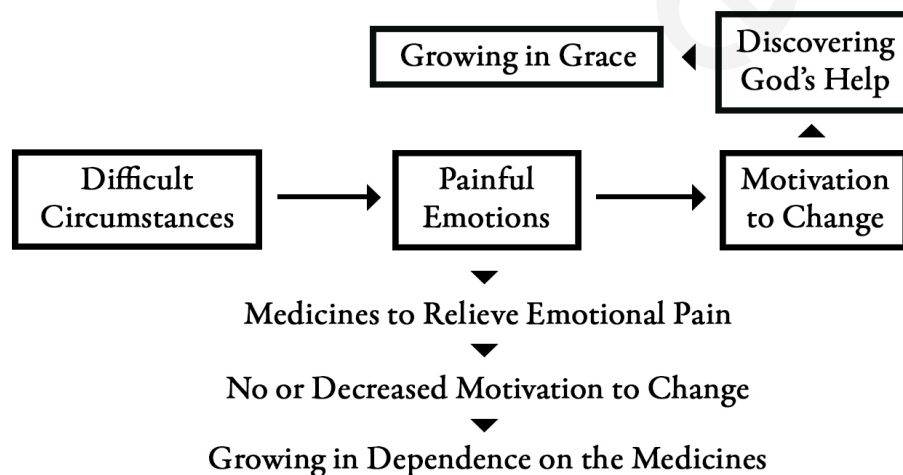 Growing in Grace
Discovering
God's Help
Difficult
Circumstances
Painful
Emotions
Motivation
to Change
Medicines to Relieve Emotional Pain
No or Decreased Motivation to Change
Growing in Dependence on the Medicines